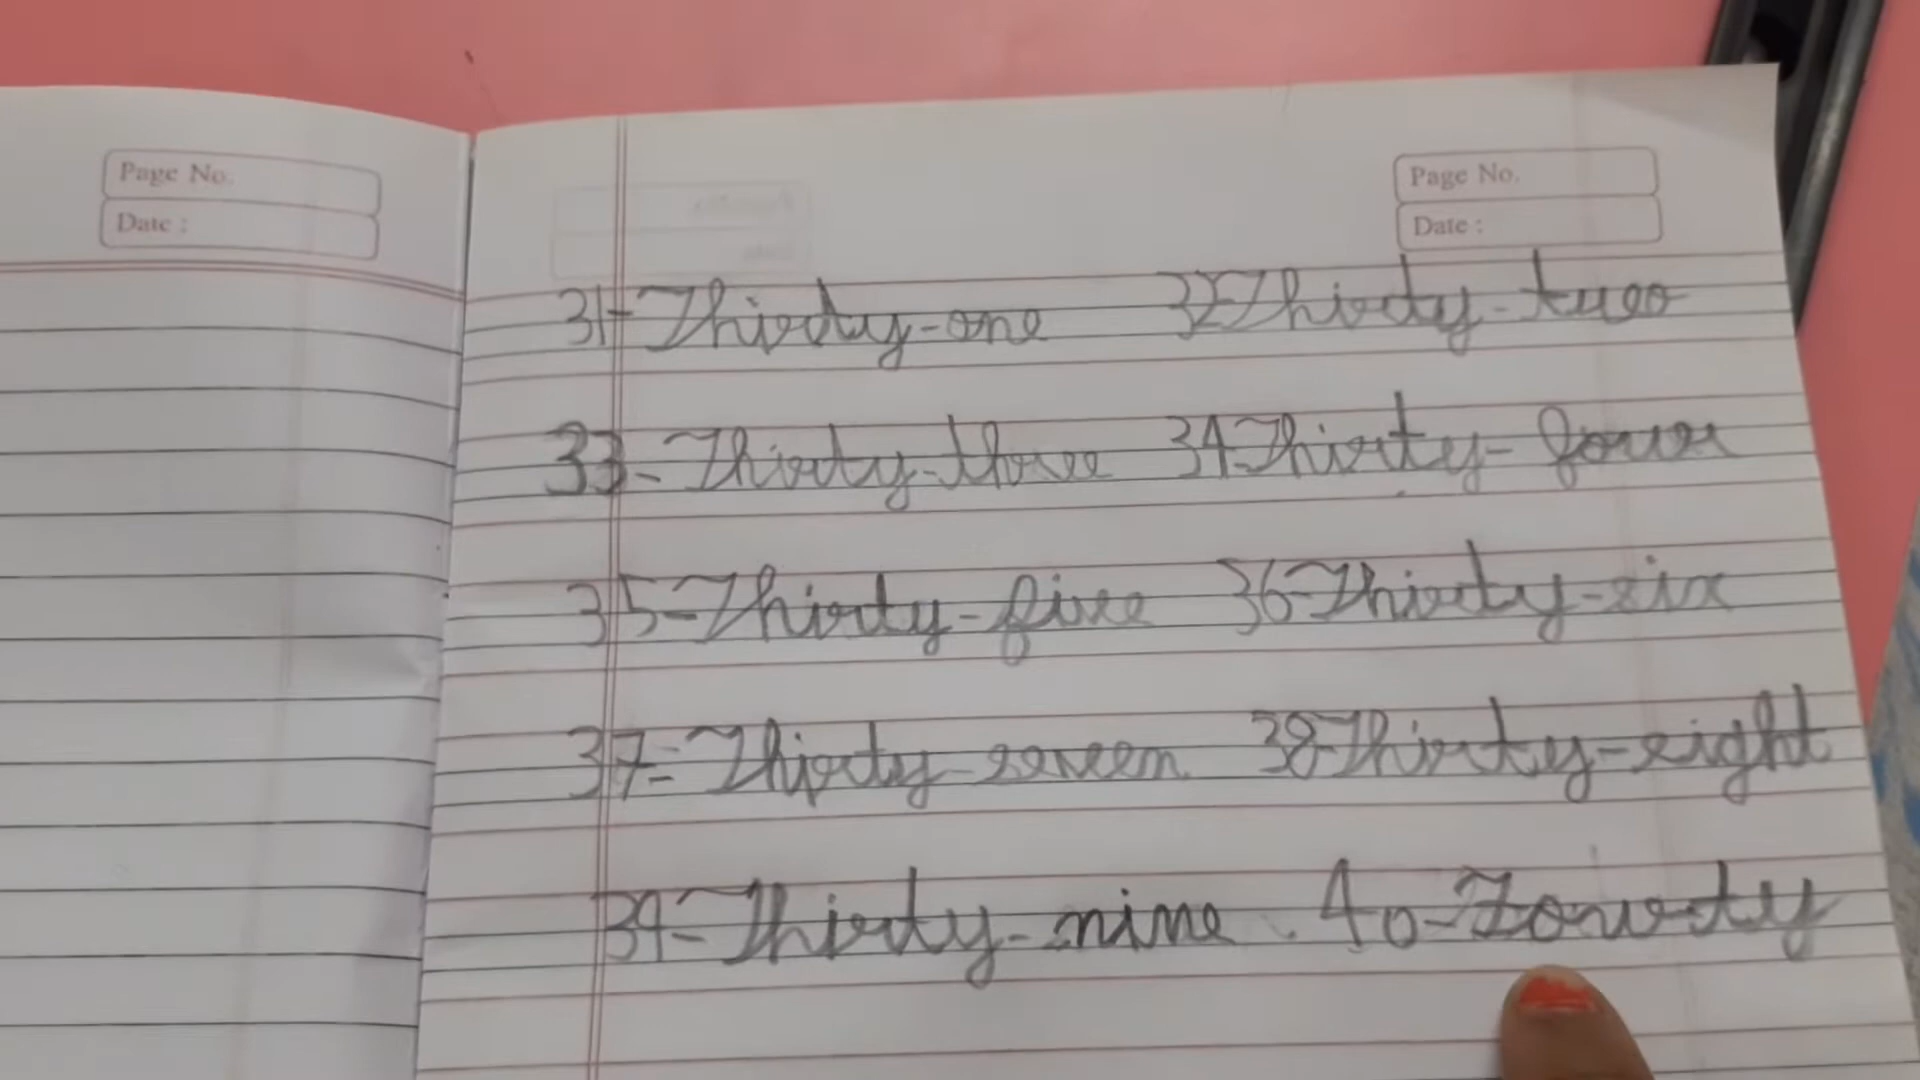 Page No.
Date :
Page No.
Date :
31-Thirty-one 32-Thirty-two
33-Thirty-three 34-Thirty-four
35-Thirty-five 36-Thirty-six
37-Thirty-seven 38-Thirty-eight
39-Thirty-nine. 40-Fourty